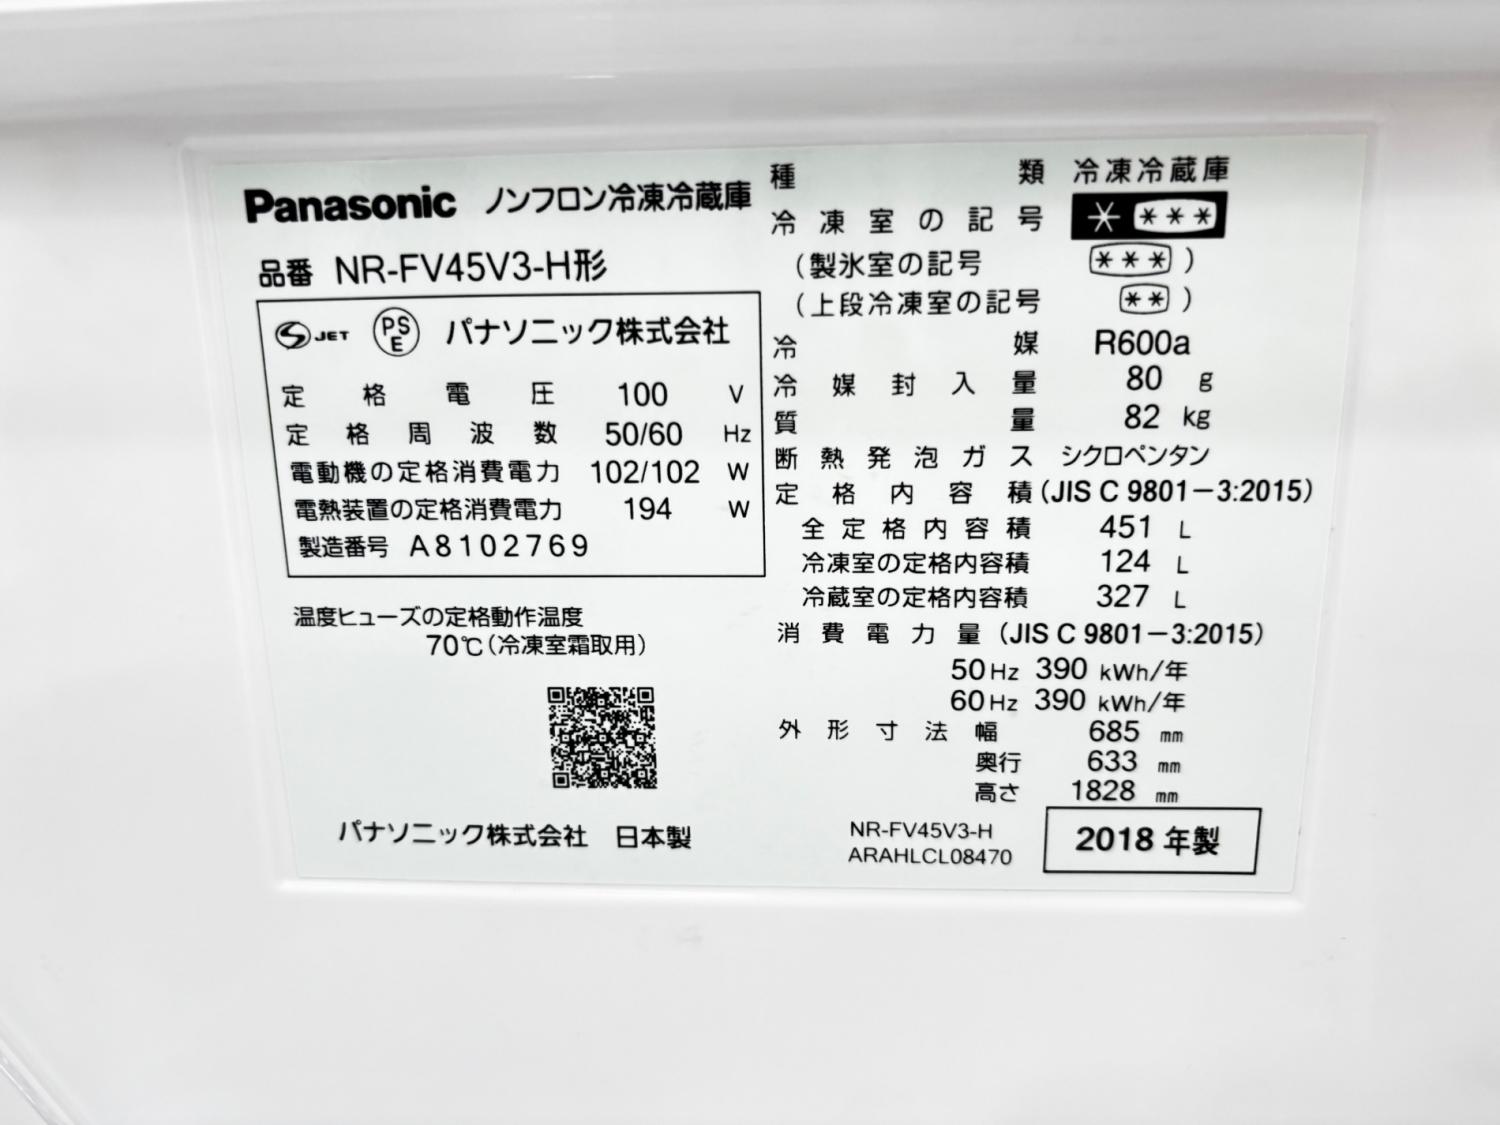 Panasonic ノンフロン冷凍冷蔵庫
品番 NR-FV45V3-H形
S JET PSE パナソニック株式会社
定格電圧 100 V
定格周波数 50/60 Hz
電動機の定格消費電力 102/102 W
電熱装置の定格消費電力 194 W
製造番号 A8102769
温度ヒューズの定格動作温度
70℃(冷凍室霜取用)
パナソニック株式会社 日本製
種類 冷凍冷蔵庫
冷凍室の記号 * ***
(製氷室の記号 ***)
(上段冷凍室の記号 **)
冷媒 R600a
冷媒封入量 80 g
質量 82 kg
断熱発泡ガス シクロペンタン
定格内容積(JIS C 9801-3:2015)
全定格内容積 451 L
冷凍室の定格内容積 124 L
冷蔵室の定格内容積 327 L
消費電力量(JIS C 9801-3:2015)
50Hz 390 kWh/年
60Hz 390 kWh/年
外形寸法幅 685 mm
奥行 633 mm
高さ 1828 mm
NR-FV45V3-H
ARAHLCL08470
2018年製